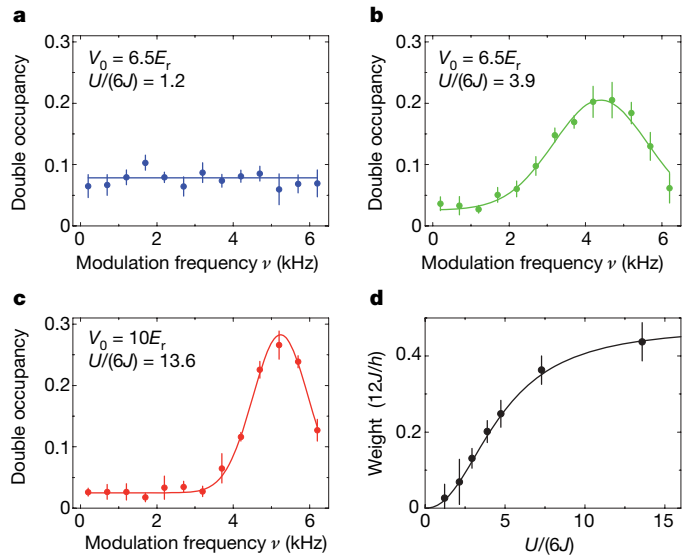 a
V₀ = 6.5Eᵣ
U/(6J) = 1.2
0.3
0.2
0.1
0
Double occupancy
0 2 4 6
Modulation frequency ν (kHz)
b
V₀ = 6.5Eᵣ
U/(6J) = 3.9
0.3
0.2
0.1
0
Double occupancy
0 2 4 6
Modulation frequency ν (kHz)
c
V₀ = 10Eᵣ
U/(6J) = 13.6
0.3
0.2
0.1
0
Double occupancy
0 2 4 6
Modulation frequency ν (kHz)
d
0.4
0.2
0
Weight (12J/h)
0 5 10 15
U/(6J)